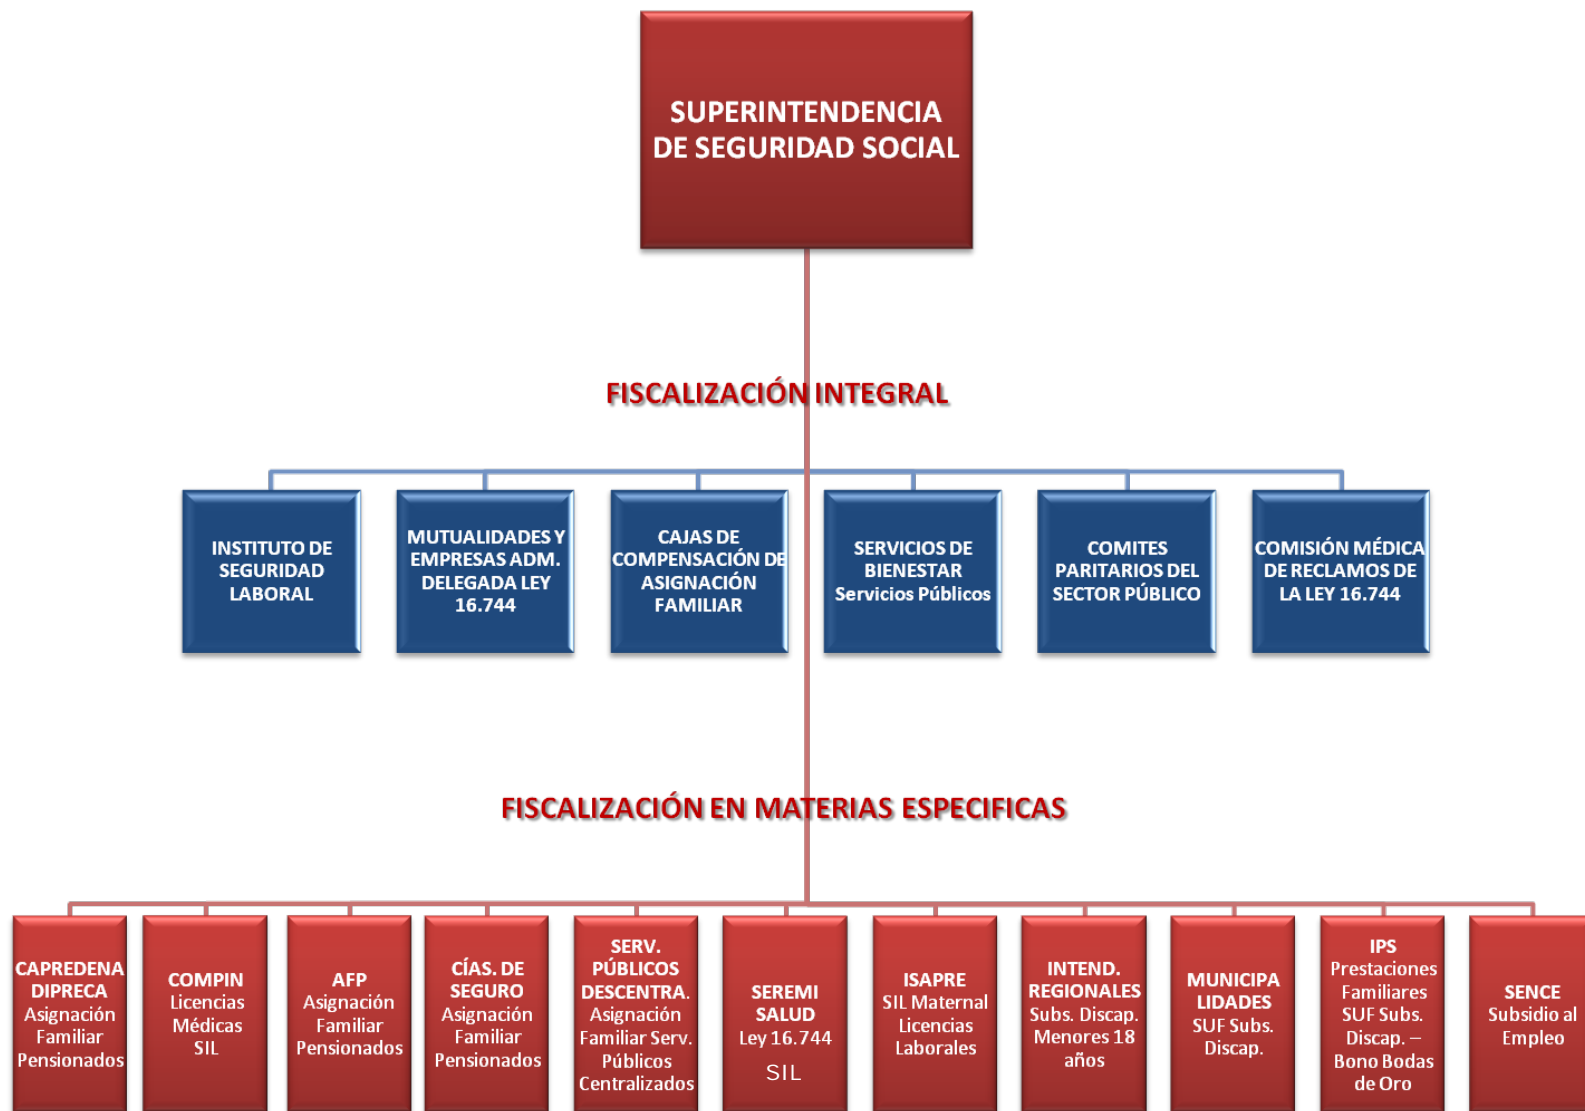 SUPERINTENDENCIA
DE SEGURIDAD SOCIAL
FISCALIZACIÓN INTEGRAL
INSTITUTO DE
SEGURIDAD
LABORAL
MUTUALIDADES Y
EMPRESAS ADM.
DELEGADA LEY
16.744
CAJAS DE
COMPENSACIÓN DE
ASIGNACIÓN
FAMILIAR
SERVICIOS DE
BIENESTAR
Servicios Públicos
COMITES
PARITARIOS DEL
SECTOR PÚBLICO
COMISIÓN MÉDICA
DE RECLAMOS DE
LA LEY 16.744
FISCALIZACIÓN EN MATERIAS ESPECIFICAS
CAPREDENA
DIPRECA
Asignación
Familiar
Pensionados
COMPIN
Licencias
Médicas
SIL
AFP
Asignación
Familiar
Pensionados
CÍAS. DE
SEGURO
Asignación
Familiar
Pensionados
SERV.
PÚBLICOS
DESCENTRA.
Asignación
Familiar Serv.
Públicos
Centralizados
SEREMI
SALUD
Ley 16.744
SIL
ISAPRE
SIL Maternal
Licencias
Laborales
INTEND.
REGIONALES
Subs. Discap.
Menores 18
años
MUNICIPA
LIDADES
SUF Subs.
Discap.
IPS
Prestaciones
Familiares
SUF Subs.
Discap. –
Bono Bodas
de Oro
SENCE
Subsidio al
Empleo